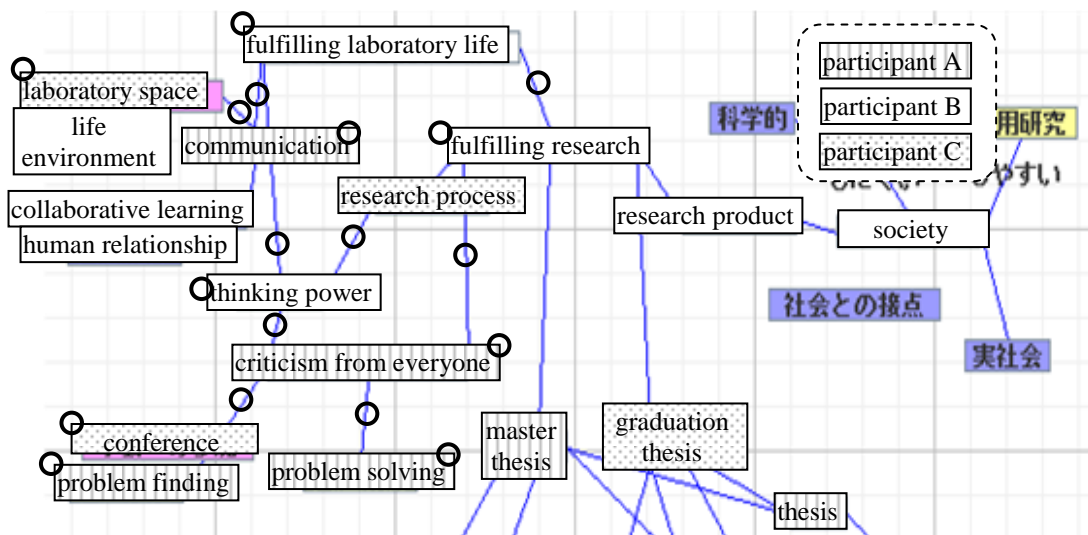 fulfilling laboratory life
participant A
laboratory space
participant B
科学的
用研究
life
environment
communication
fulfilling research
participant C
やすい
research process
collaborative learning
research product
human relationship
society
thinking power
社会との接点
criticism from everyone
実社会
conference
master
thesis
graduation
thesis
problem finding
problem solving
thesis